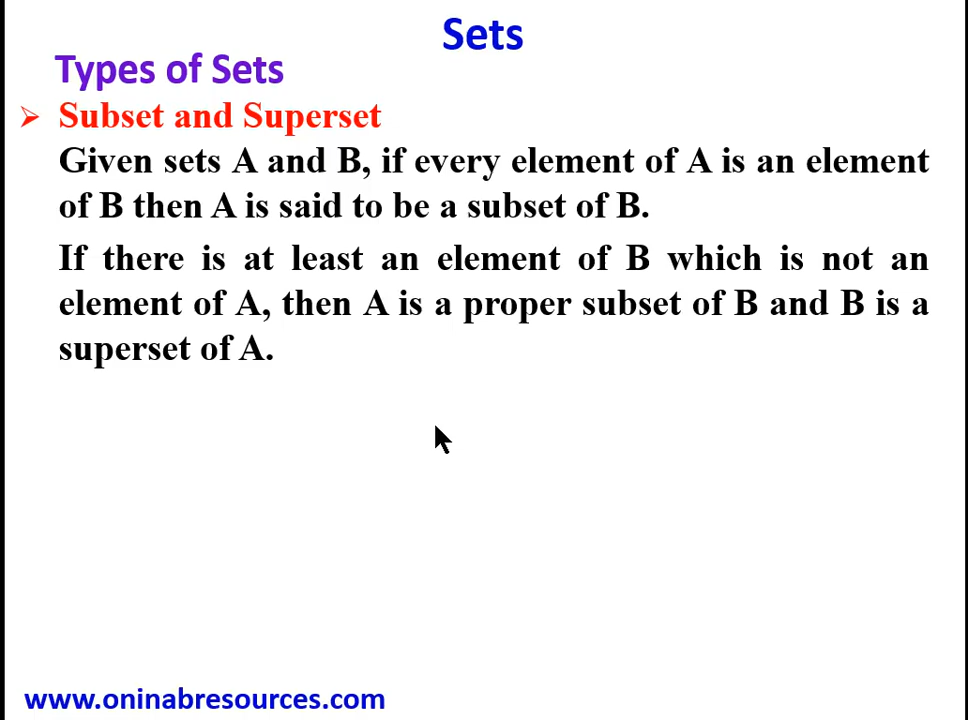 Sets
Types of Sets
➢ Subset and Superset
Given sets A and B, if every element of A is an element
of B then A is said to be a subset of B.
If there is at least an element of B which is not an
element of A, then A is a proper subset of B and B is a
superset of A.
www.oninabresources.com